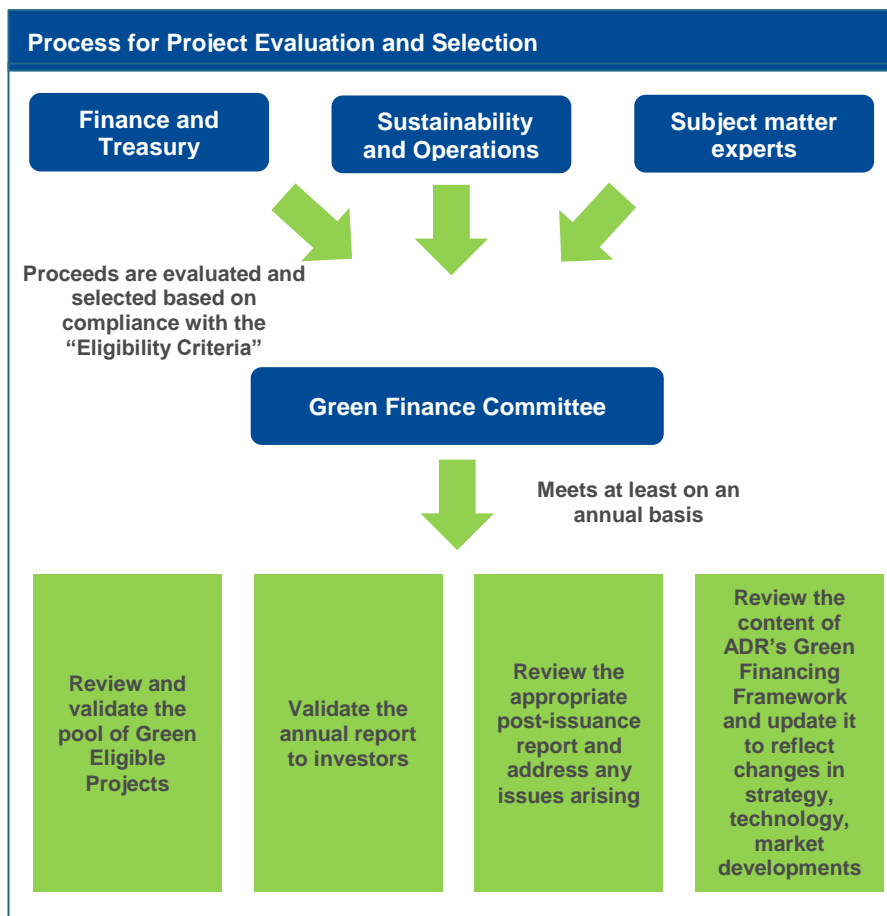 Process for Project Evaluation and Selection
Finance and
Treasury
Sustainability
and Operations
Subject matter
experts
Proceeds are evaluated and
selected based on
compliance with the
“Eligibility Criteria”
Green Finance Committee
Meets at least on an
annual basis
Review and
validate the
pool of Green
Eligible
Projects
Validate the
annual report
to investors
Review the
appropriate
post-issuance
report and
address any
issues arising
Review the
content of
ADR’s Green
Financing
Framework
and update it
to reflect
changes in
strategy,
technology,
market
developments